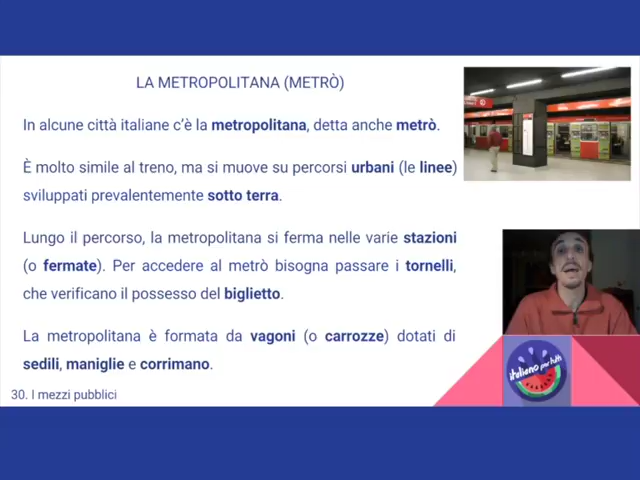 LA METROPOLITANA (METRÒ)
In alcune città italiane c'è la metropolitana, detta anche metrò.
È molto simile al treno, ma si muove su percorsi urbani (le linee)
sviluppati prevalentemente sotto terra.
Lungo il percorso, la metropolitana si ferma nelle varie stazioni
(o fermate). Per accedere al metrò bisogna passare i tornelli,
che verificano il possesso del biglietto.
La metropolitana è formata da vagoni (o carrozze) dotati di
sedili, maniglie e corrimano.
italiano per tutti
30. I mezzi pubblici